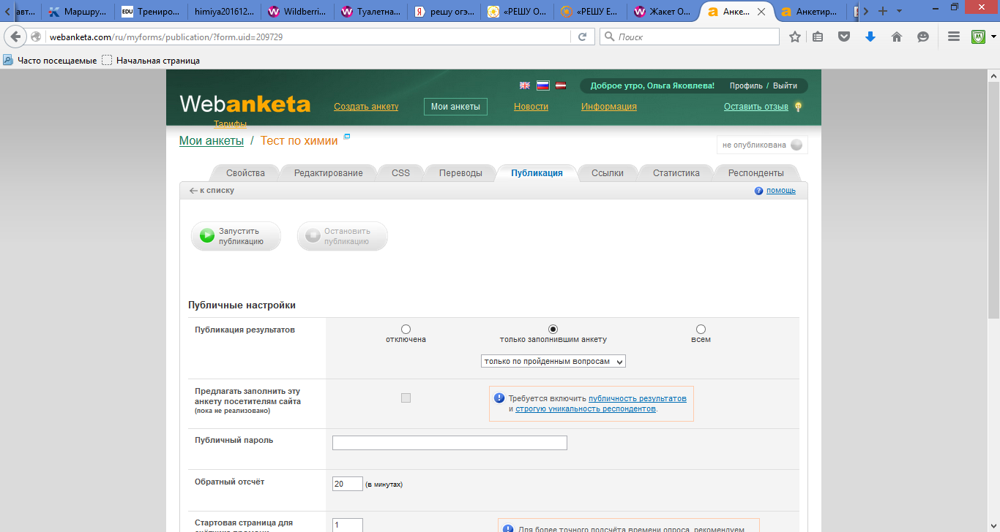 авт...
Маршру...
EDU Трениро...
himiya201612...
Wildberri...
Туалетна...
решу огэ...
«РЕШУ О...
«РЕШУ Е...
Жакет О...
Анке...
Анкетир...
webanketa.com/ru/myforms/publication/?form.uid=209729
Поиск
Часто посещаемые Начальная страница
Доброе утро, Ольга Яковлева! Профиль / Выйти
Webanketa
Создать анкету Мои анкеты Новости Информация Оставить отзыв
Тарифы
Мои анкеты / Тест по химии
не опубликована
Свойства Редактирование CSS Переводы Публикация Ссылки Статистика Респонденты
к списку
помощь
Запустить
публикацию
Остановить
публикацию
Публичные настройки
Публикация результатов
отключена
только заполнившим анкету
всем
только по пройденным вопросам
Предлагать заполнить эту
анкету посетителям сайта
(пока не реализовано)
Требуется включить публичность результатов
и строгую уникальность респондентов.
Публичный пароль
Обратный отсчёт
20 (в минутах)
Стартовая страница для
1
Для более точного подсчёта времени опроса, рекомендуем